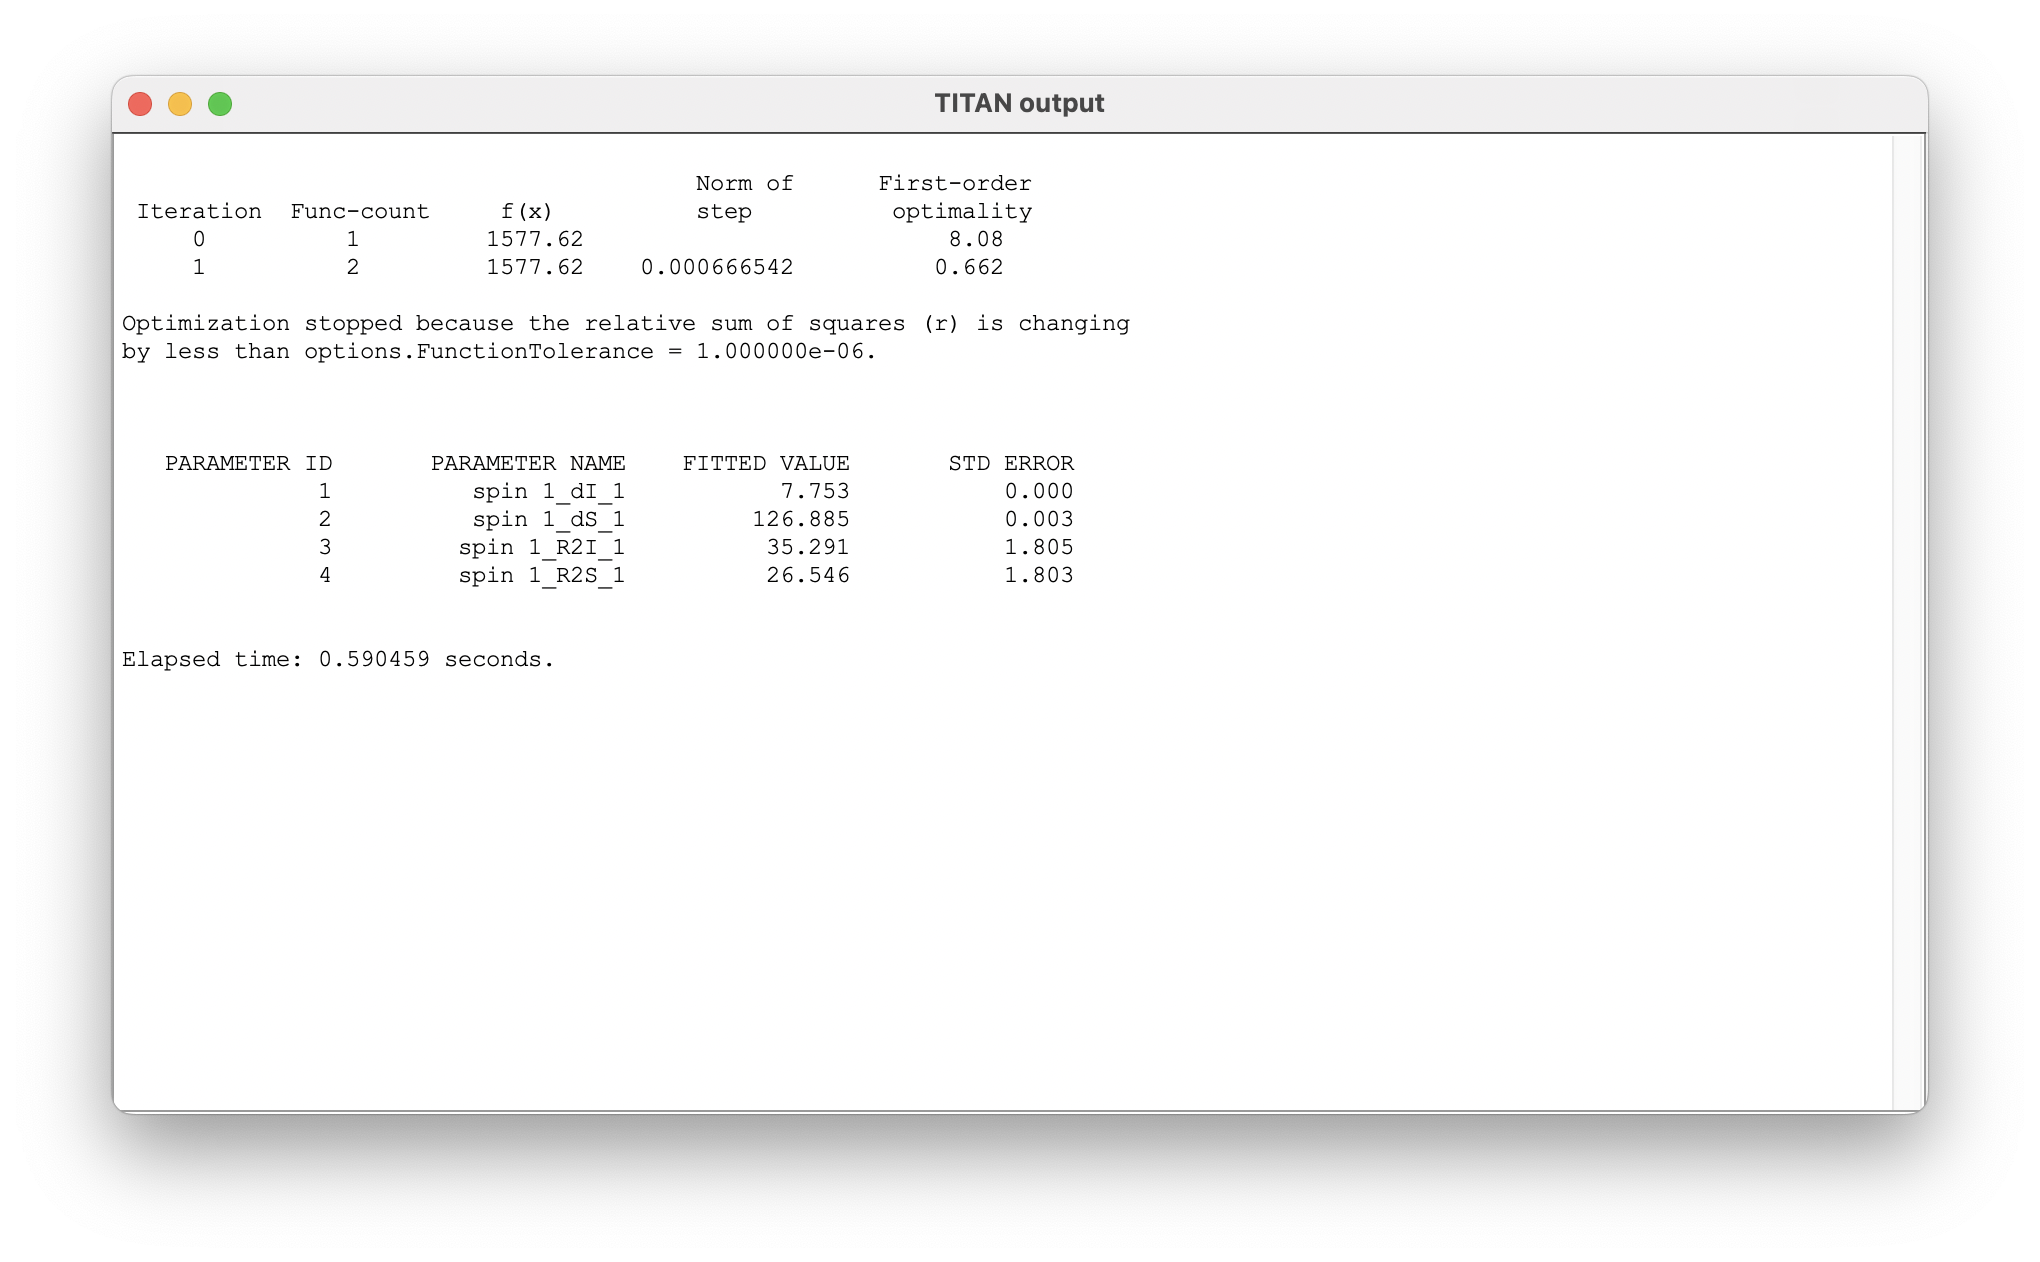 TITAN output
Norm of First-order
Iteration Func-count f(x) step optimality
0 1 1577.62 8.08
1 2 1577.62 0.000666542 0.662
Optimization stopped because the relative sum of squares (r) is changing
by less than options.FunctionTolerance = 1.000000e-06.
PARAMETER ID PARAMETER NAME FITTED VALUE STD ERROR
1 spin 1_dI_1 7.753 0.000
2 spin 1_dS_1 126.885 0.003
3 spin 1_R2I_1 35.291 1.805
4 spin 1_R2S_1 26.546 1.803
Elapsed time: 0.590459 seconds.